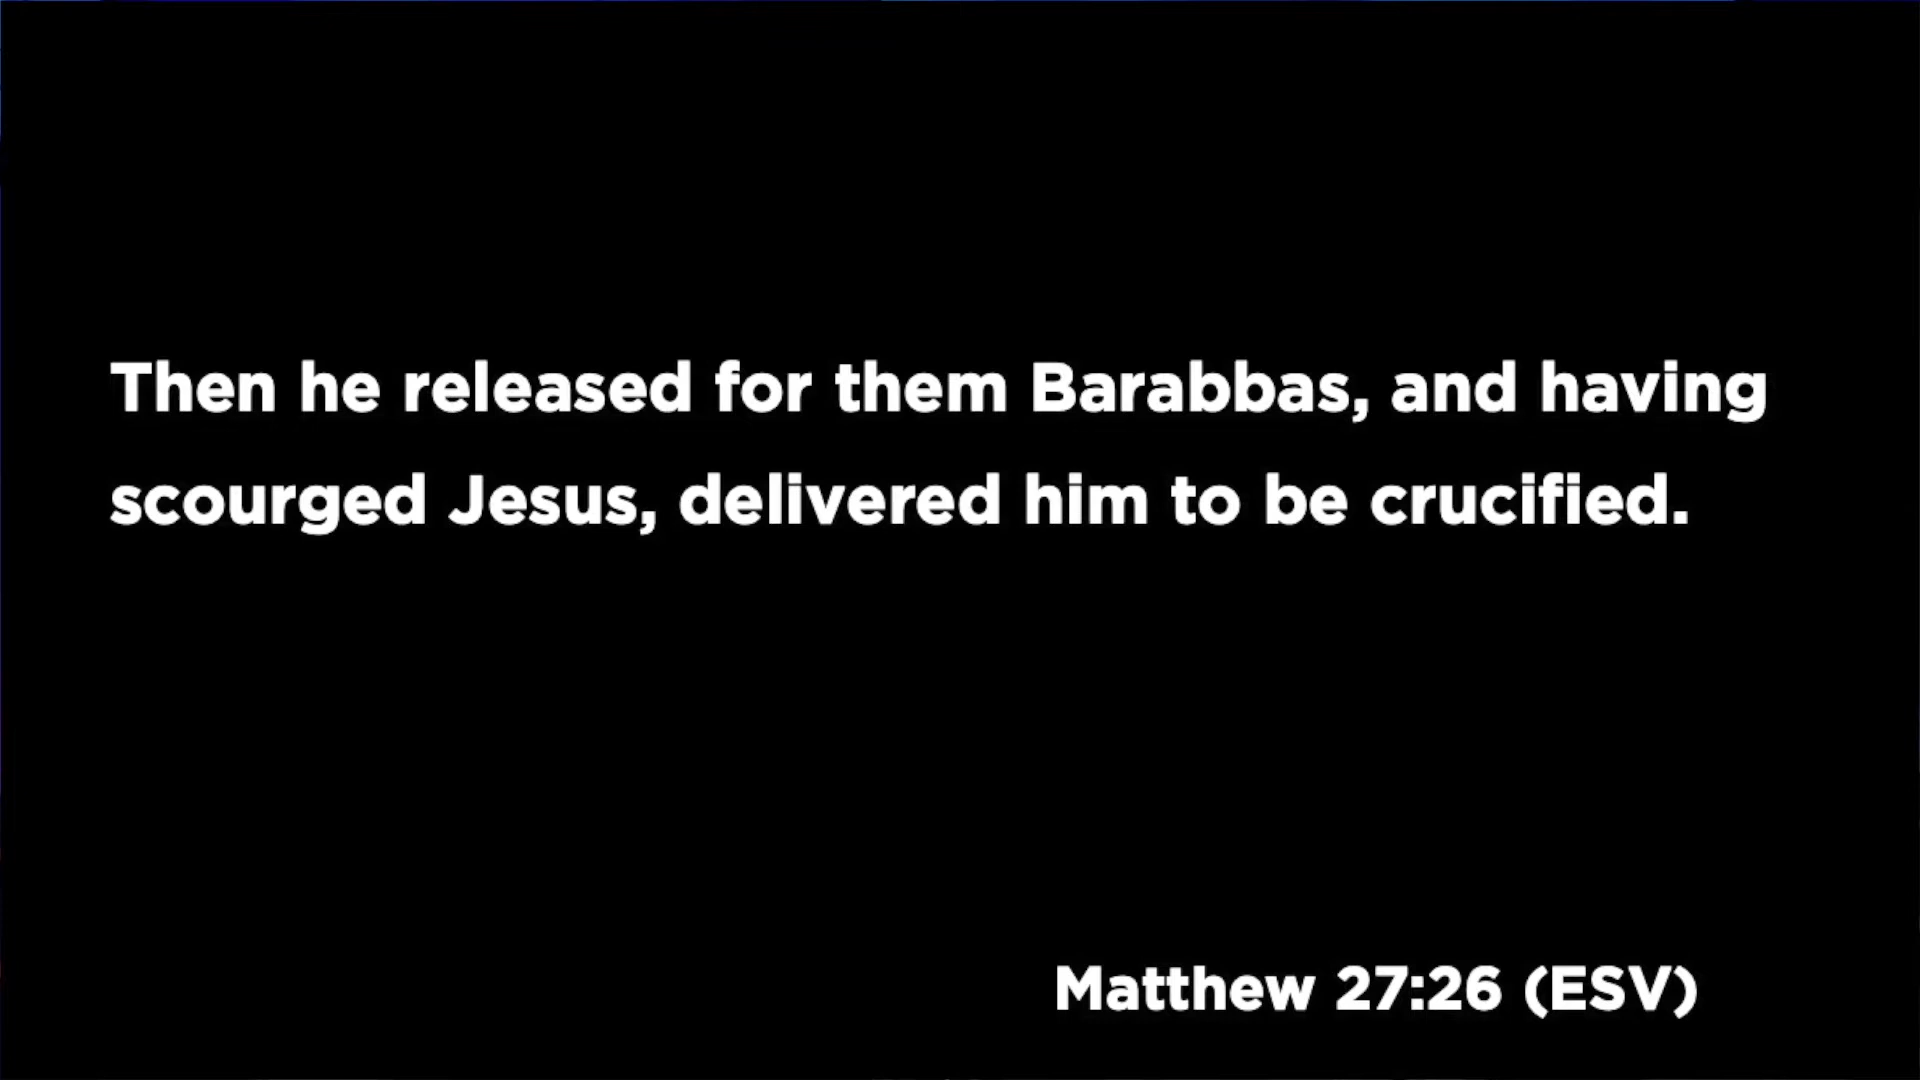 Then he released for them Barabbas, and having
scourged Jesus, delivered him to be crucified.
Matthew 27:26 (ESV)